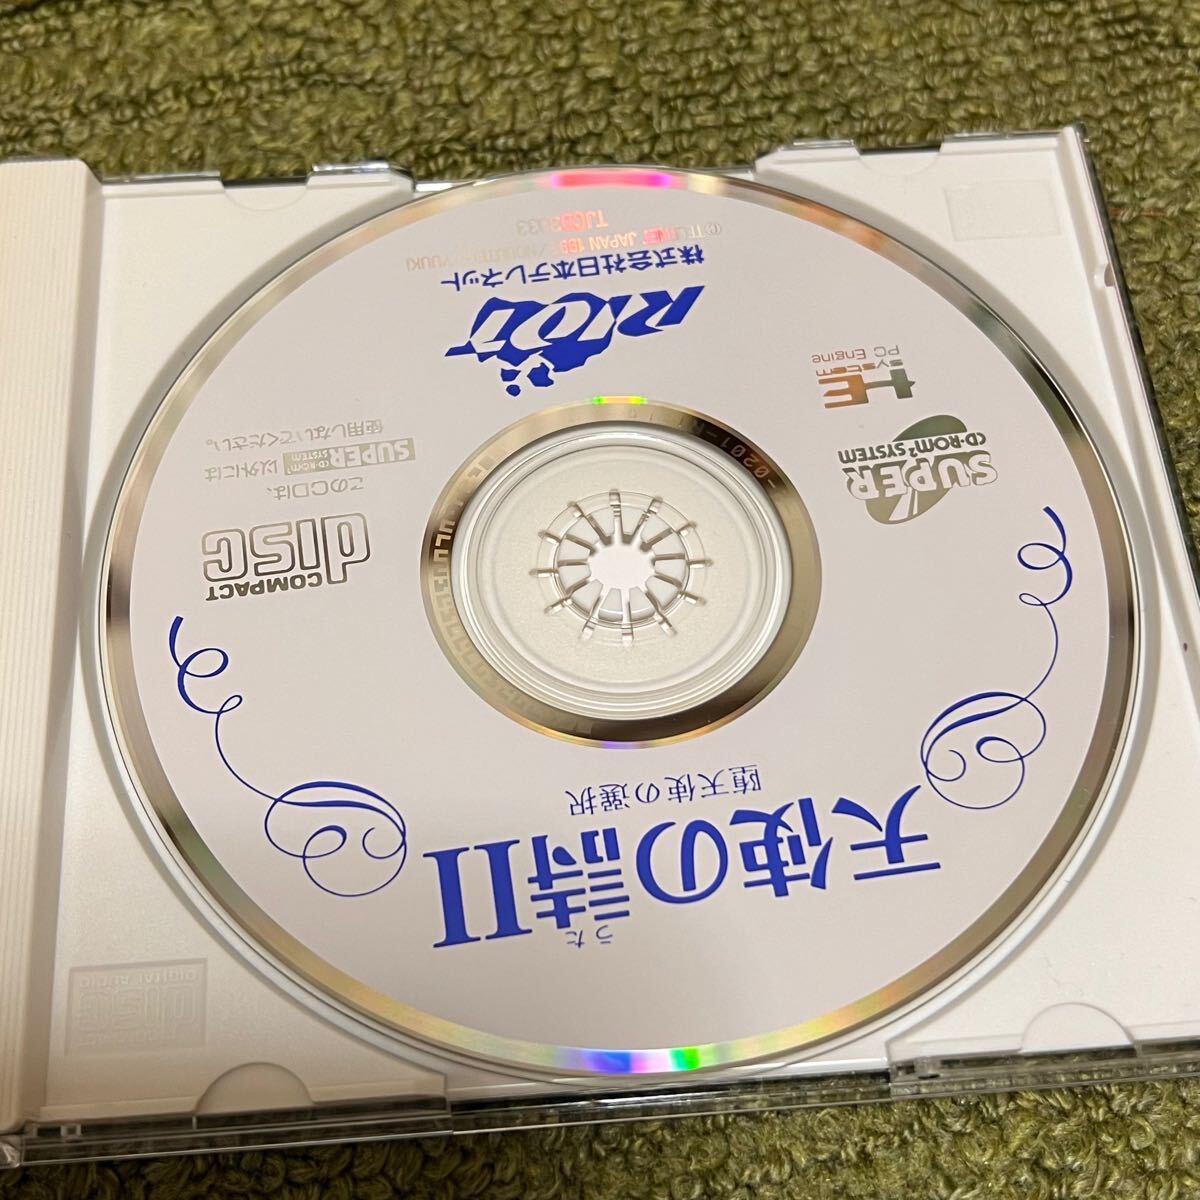 うた
天使の詩II
堕天使の選択
COMPACT
disc
このCDは、
SUPER CD-ROM² SYSTEM 以外には
使用しないでください。
SUPER
CD-ROM² SYSTEM
HE
system
PC Engine
RIOT
株式会社日本テレネット